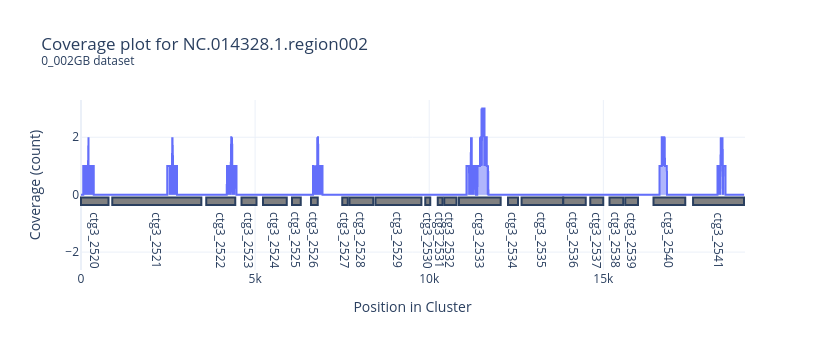 Coverage plot for NC.014328.1.region002
0_002GB dataset
Coverage (count)
2
0
−2
ctg3_2520
ctg3_2521
ctg3_2522
ctg3_2523
ctg3_2524
ctg3_2525
ctg3_2526
ctg3_2527
ctg3_2528
ctg3_2529
ctg3_2530
ctg3_2531
ctg3_2532
ctg3_2533
ctg3_2534
ctg3_2535
ctg3_2536
ctg3_2537
ctg3_2538
ctg3_2539
ctg3_2540
ctg3_2541
0
5k
10k
15k
Position in Cluster